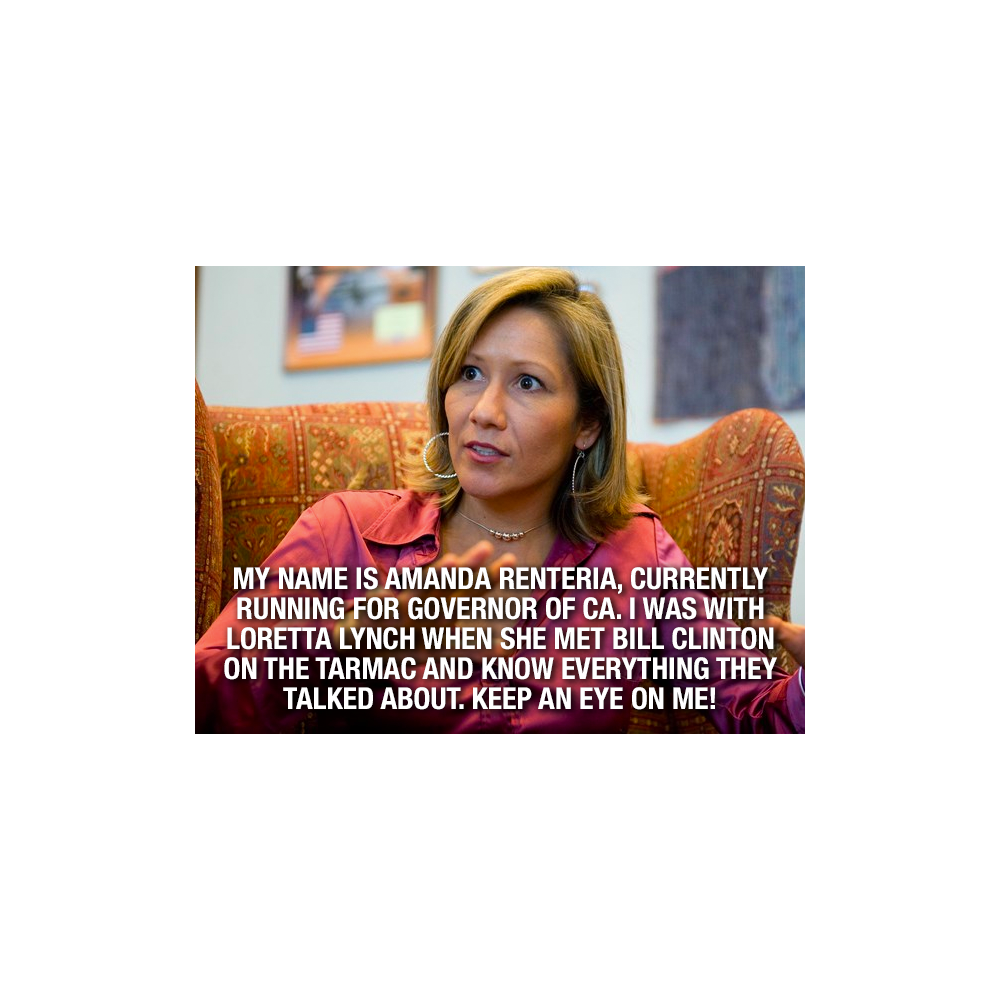 MY NAME IS AMANDA RENTERIA, CURRENTLY
RUNNING FOR GOVERNOR OF CA. I WAS WITH
LORETTA LYNCH WHEN SHE MET BILL CLINTON
ON THE TARMAC AND KNOW EVERYTHING THEY
TALKED ABOUT. KEEP AN EYE ON ME!